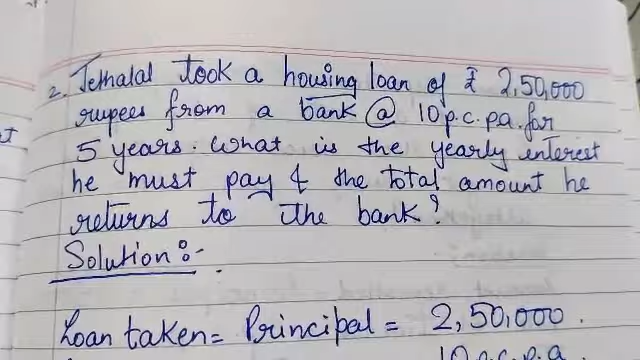 2. Jethalal took a housing loan of ₹ 2,50,000
rupees from a bank @ 10 p.c.p.a. for
5 years. What is the yearly interest
he must pay & the total amount he
returns to the bank?
Solution :-
Loan taken = Principal = 2,50,000.
10 p.c.p.a